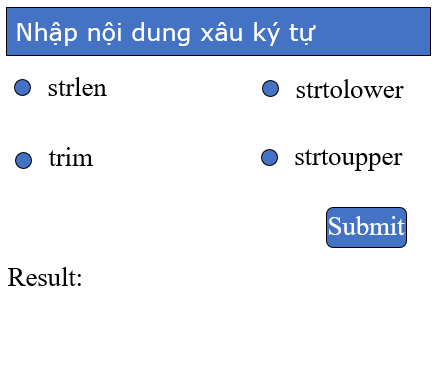 Nhập nội dung xâu ký tự
strlen
strtolower
trim
strtoupper
Submit
Result: